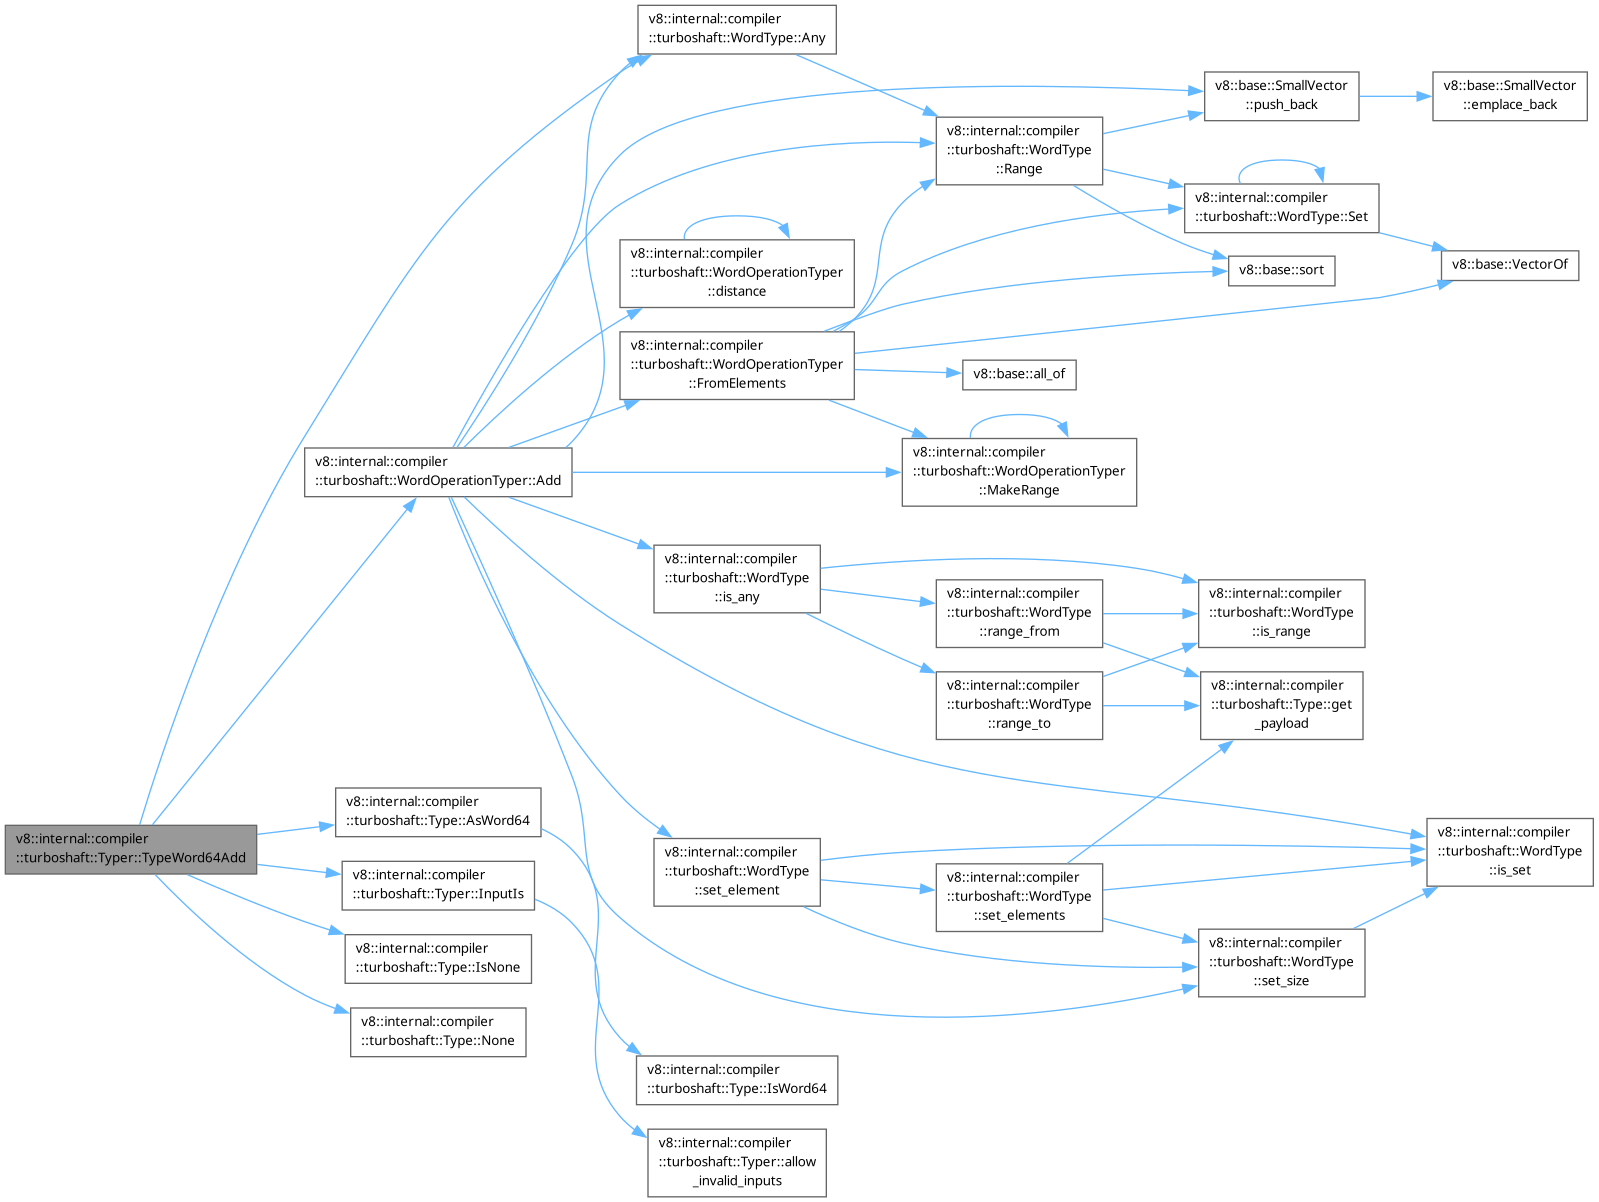 v8::internal::compiler
::turboshaft::WordType::Any
v8::base::SmallVector
::push_back
v8::base::SmallVector
::emplace_back
v8::internal::compiler
::turboshaft::WordType
::Range
v8::internal::compiler
::turboshaft::WordType::Set
v8::internal::compiler
::turboshaft::WordOperationTyper
::distance
v8::base::sort
v8::base::VectorOf
v8::internal::compiler
::turboshaft::WordOperationTyper
::FromElements
v8::base::all_of
v8::internal::compiler
::turboshaft::WordOperationTyper::Add
v8::internal::compiler
::turboshaft::WordOperationTyper
::MakeRange
v8::internal::compiler
::turboshaft::WordType
::is_any
v8::internal::compiler
::turboshaft::WordType
::range_from
v8::internal::compiler
::turboshaft::WordType
::is_range
v8::internal::compiler
::turboshaft::WordType
::range_to
v8::internal::compiler
::turboshaft::Type::get
_payload
v8::internal::compiler
::turboshaft::Typer::TypeWord64Add
v8::internal::compiler
::turboshaft::Type::AsWord64
v8::internal::compiler
::turboshaft::Typer::InputIs
v8::internal::compiler
::turboshaft::WordType
::set_element
v8::internal::compiler
::turboshaft::WordType
::set_elements
v8::internal::compiler
::turboshaft::WordType
::is_set
v8::internal::compiler
::turboshaft::Type::IsNone
v8::internal::compiler
::turboshaft::WordType
::set_size
v8::internal::compiler
::turboshaft::Type::None
v8::internal::compiler
::turboshaft::Type::IsWord64
v8::internal::compiler
::turboshaft::Typer::allow
_invalid_inputs